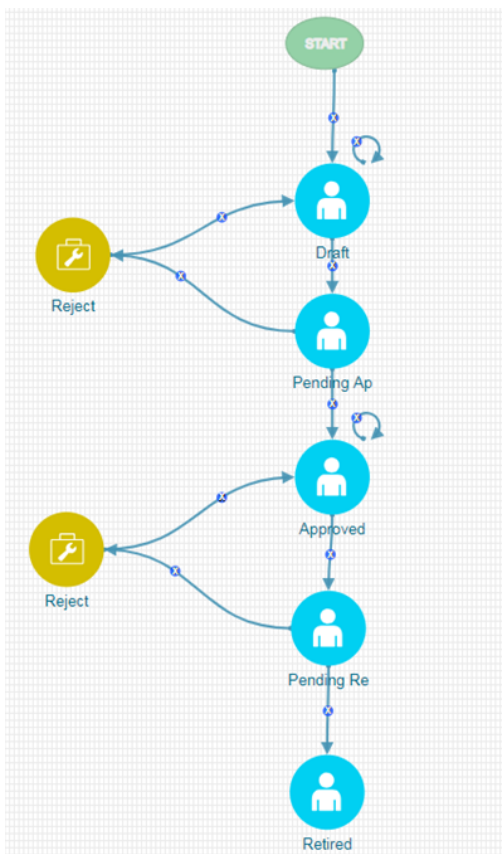 START
Draft
Reject
Pending Ap
Approved
Reject
Pending Re
Retired